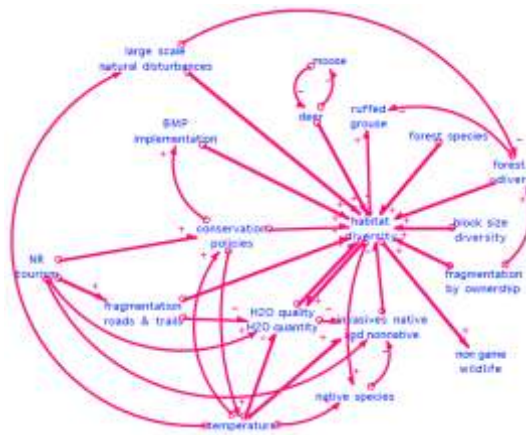 large scale
natural disturbances
moose
deer
BMP
implementation
ruffed
grouse
forest species
forest
habitat
diversity
block size
diversity
conservation
policies
NR
tourism
fragmentation
roads & trails
fragmentation
by ownership
H2O quality
H2O quantity
invasives native
and nonnative
non game
wildlife
native species
temperature